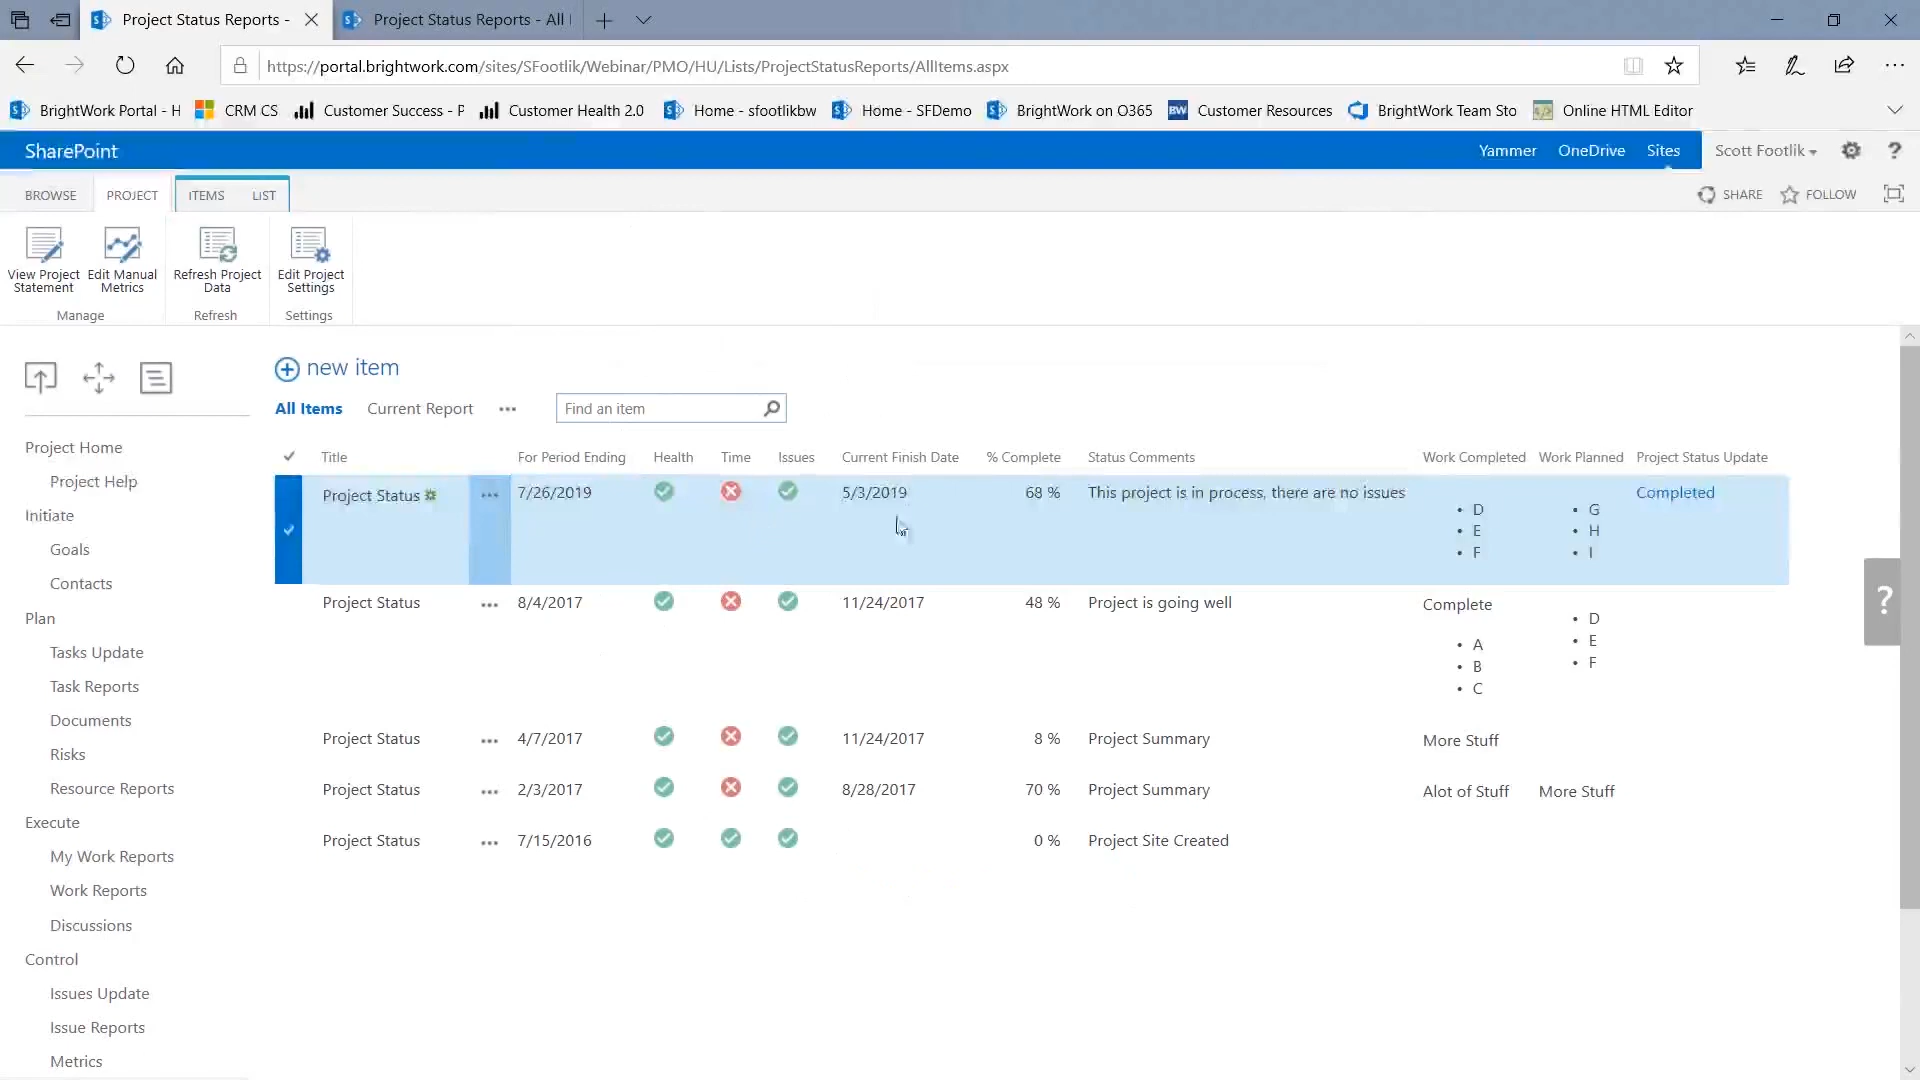 Project Status Reports -
Project Status Reports - All I
https://portal.brightwork.com/sites/SFootlik/Webinar/PMO/HU/Lists/ProjectStatusReports/AllItems.aspx
BrightWork Portal - H
CRM CS
Customer Success - P
Customer Health 2.0
Home - sfootlikbw
Home - SFDemo
BrightWork on O365
BW Customer Resources
BrightWork Team Sto
Online HTML Editor
SharePoint
Yammer OneDrive Sites Scott Footlik ?
BROWSE PROJECT ITEMS LIST
SHARE FOLLOW
View Project Statement
Edit Manual Metrics
Manage
Refresh Project Data
Refresh
Edit Project Settings
Settings
Project Home
Project Help
Initiate
Goals
Contacts
Plan
Tasks Update
Task Reports
Documents
Risks
Resource Reports
Execute
My Work Reports
Work Reports
Discussions
Control
Issues Update
Issue Reports
Metrics
new item
All Items Current Report ••• Find an item
Title For Period Ending Health Time Issues Current Finish Date % Complete Status Comments Work Completed Work Planned Project Status Update
Project Status ••• 7/26/2019 5/3/2019 68 % This project is in process, there are no issues Completed
• D • G
• E • H
• F • I
Project Status ••• 8/4/2017 11/24/2017 48 % Project is going well Complete
• D
• A • E
• B • F
• C
Project Status ••• 4/7/2017 11/24/2017 8 % Project Summary More Stuff
Project Status ••• 2/3/2017 8/28/2017 70 % Project Summary Alot of Stuff More Stuff
Project Status ••• 7/15/2016 0 % Project Site Created
?